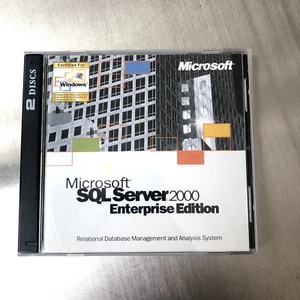 2 DISCS
Certified For
Windows
Microsoft
Microsoft
SQL Server 2000
Enterprise Edition
Relational Database Management and Analysis System